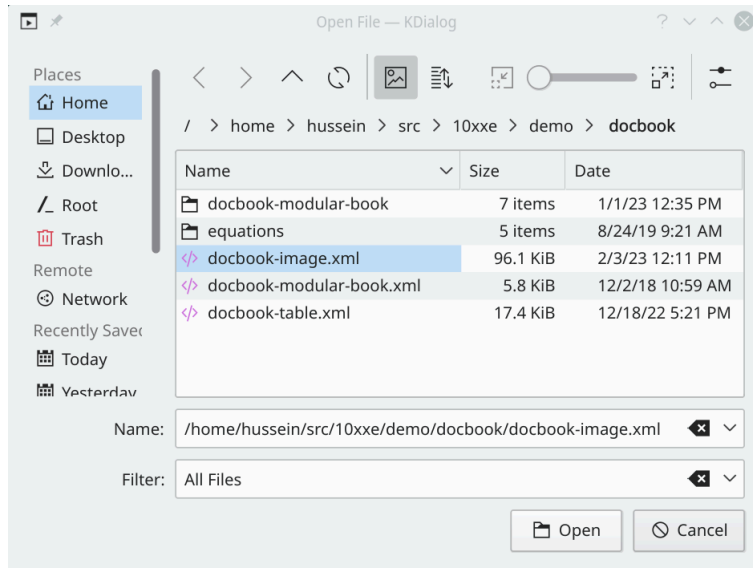 Open File — KDialog
Places
Home
Desktop
Downlo...
Root
Trash
Remote
Network
Recently Saved
Today
Yesterday
/ > home > hussein > src > 10xxe > demo > docbook
Name Size Date
docbook-modular-book 7 items 1/1/23 12:35 PM
equations 5 items 8/24/19 9:21 AM
docbook-image.xml 96.1 KiB 2/3/23 12:11 PM
docbook-modular-book.xml 5.8 KiB 12/2/18 10:59 AM
docbook-table.xml 17.4 KiB 12/18/22 5:21 PM
Name: /home/hussein/src/10xxe/demo/docbook/docbook-image.xml
Filter: All Files
Open Cancel